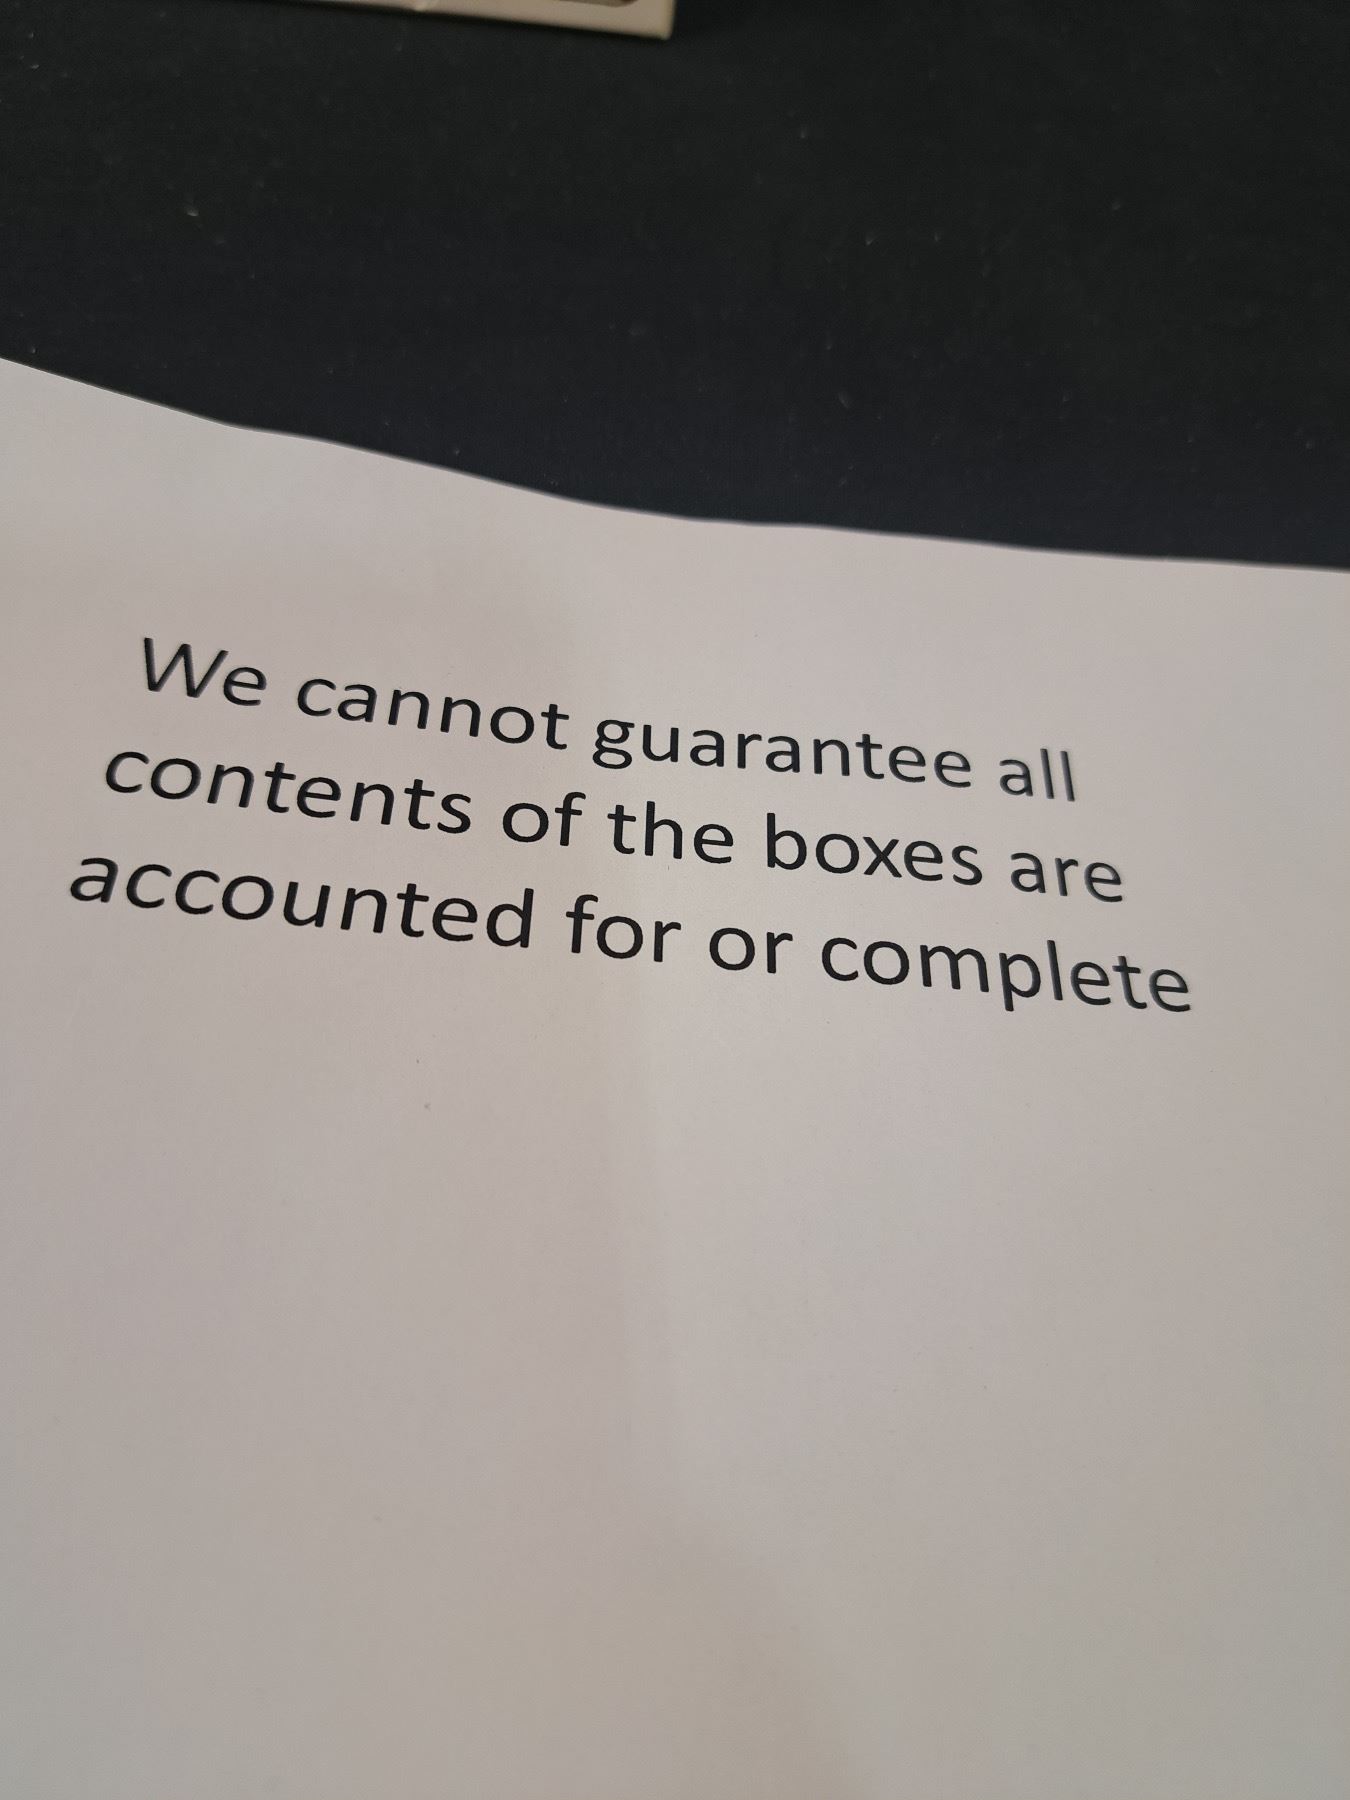 We cannot guarantee all
contents of the boxes are
accounted for or complete